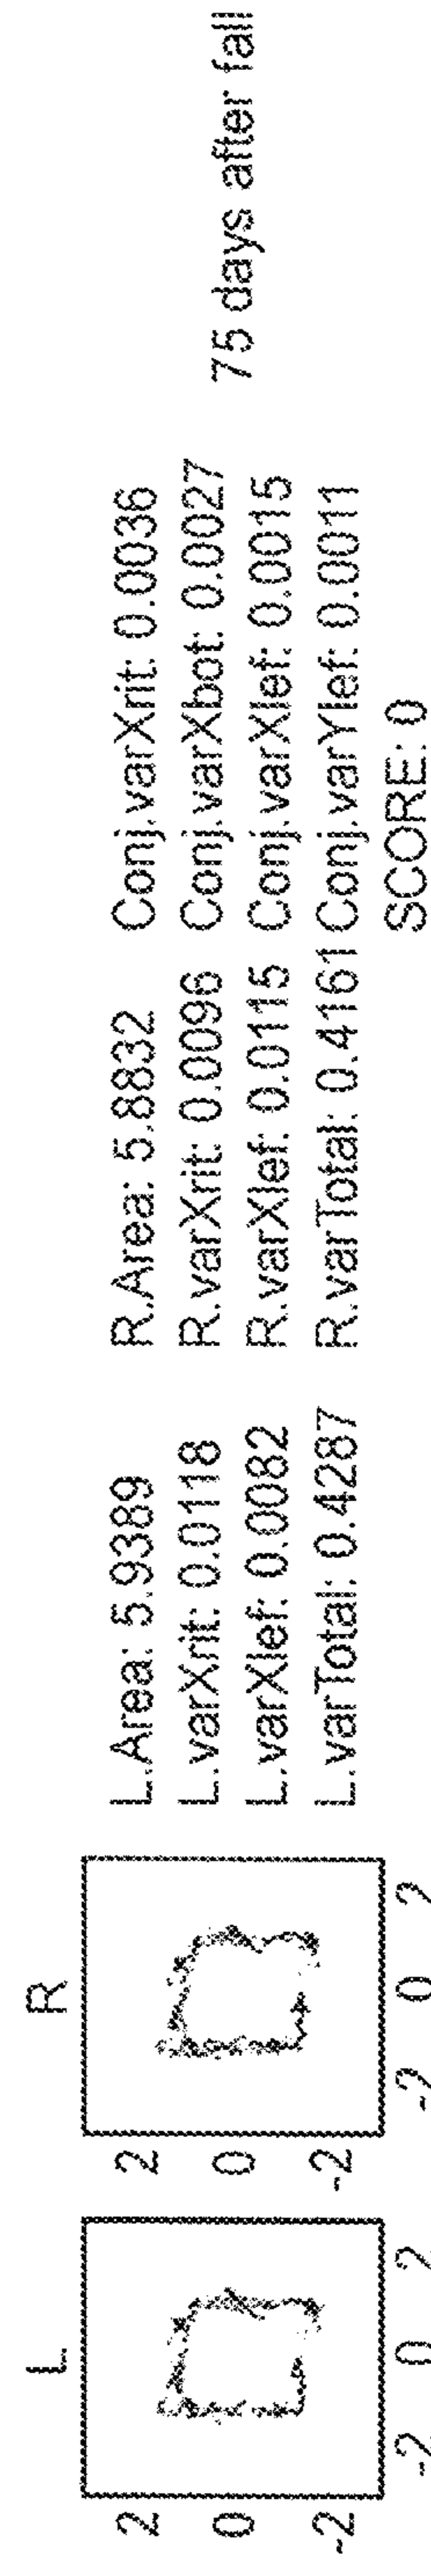 L
2
0
-2
-2 0 2
R
2
0
-2
-2 0 2
L.Area: 5.9389
L.varXrit: 0.0118
L.varXlef: 0.0082
L.varTotal: 0.4287
R.Area: 5.8832
R.varXrit: 0.0096
R.varXlef: 0.0115
R.varTotal: 0.4161
Conj.varXrit: 0.0036
Conj.varXbot: 0.0027
Conj.varXlef: 0.0015
Conj.varYlef: 0.0011
SCORE: 0
75 days after fall